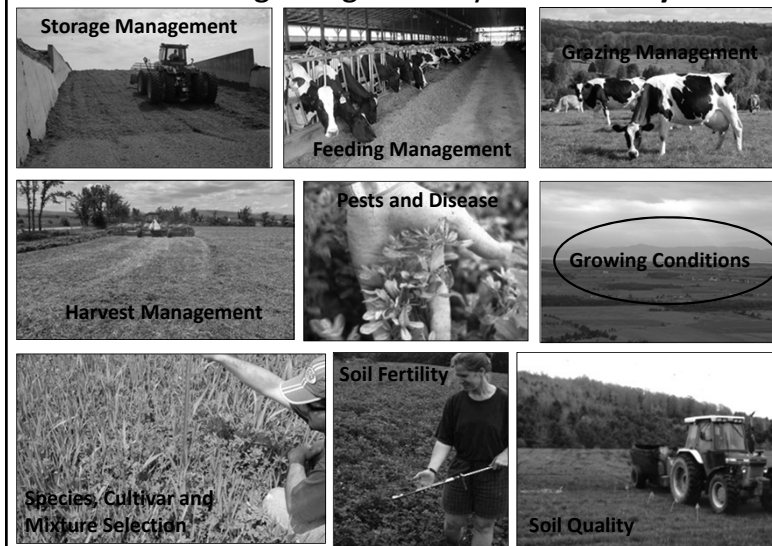 Storage Management
Grazing Management
Feeding Management
Pests and Disease
Growing Conditions
Harvest Management
Soil Fertility
Species, Cultivar and
Mixture Selection
Soil Quality